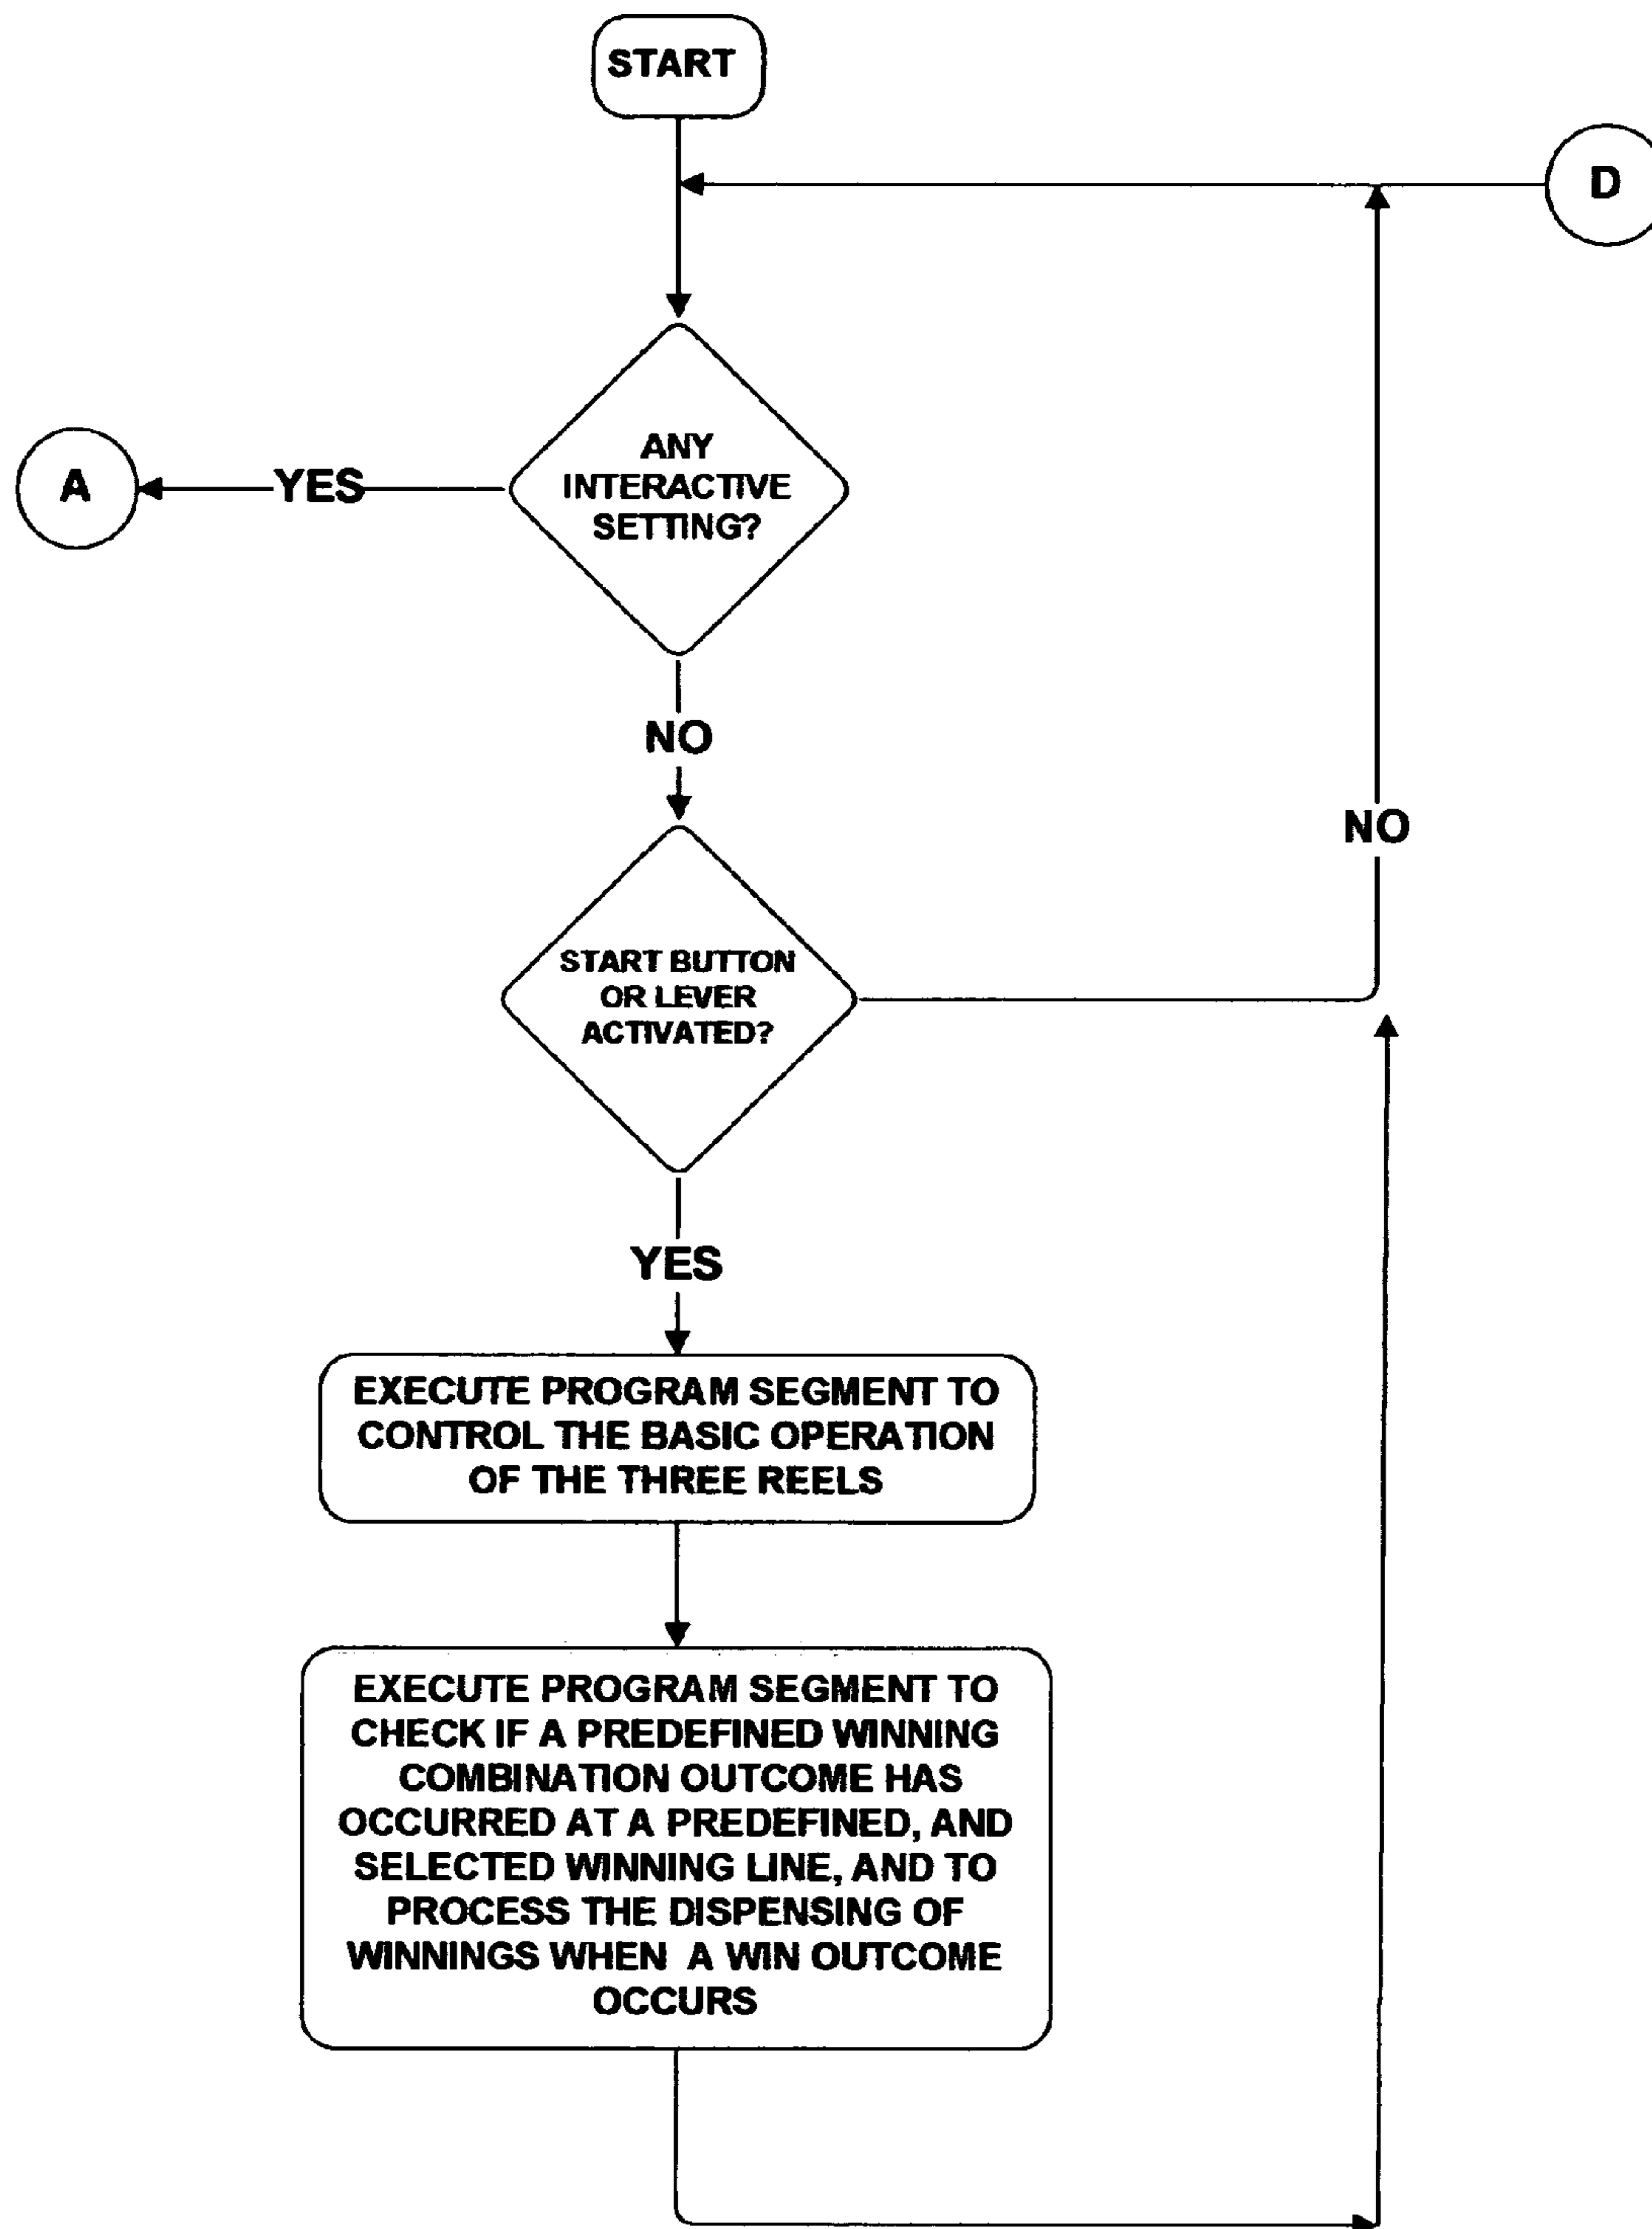 START
D
ANY
INTERACTIVE
SETTING?
YES
A
NO
NO
START BUTTON
OR LEVER
ACTIVATED?
YES
EXECUTE PROGRAM SEGMENT TO
CONTROL THE BASIC OPERATION
OF THE THREE REELS
EXECUTE PROGRAM SEGMENT TO
CHECK IF A PREDEFINED WINNING
COMBINATION OUTCOME HAS
OCCURRED AT A PREDEFINED, AND
SELECTED WINNING LINE, AND TO
PROCESS THE DISPENSING OF
WINNINGS WHEN A WIN OUTCOME
OCCURS